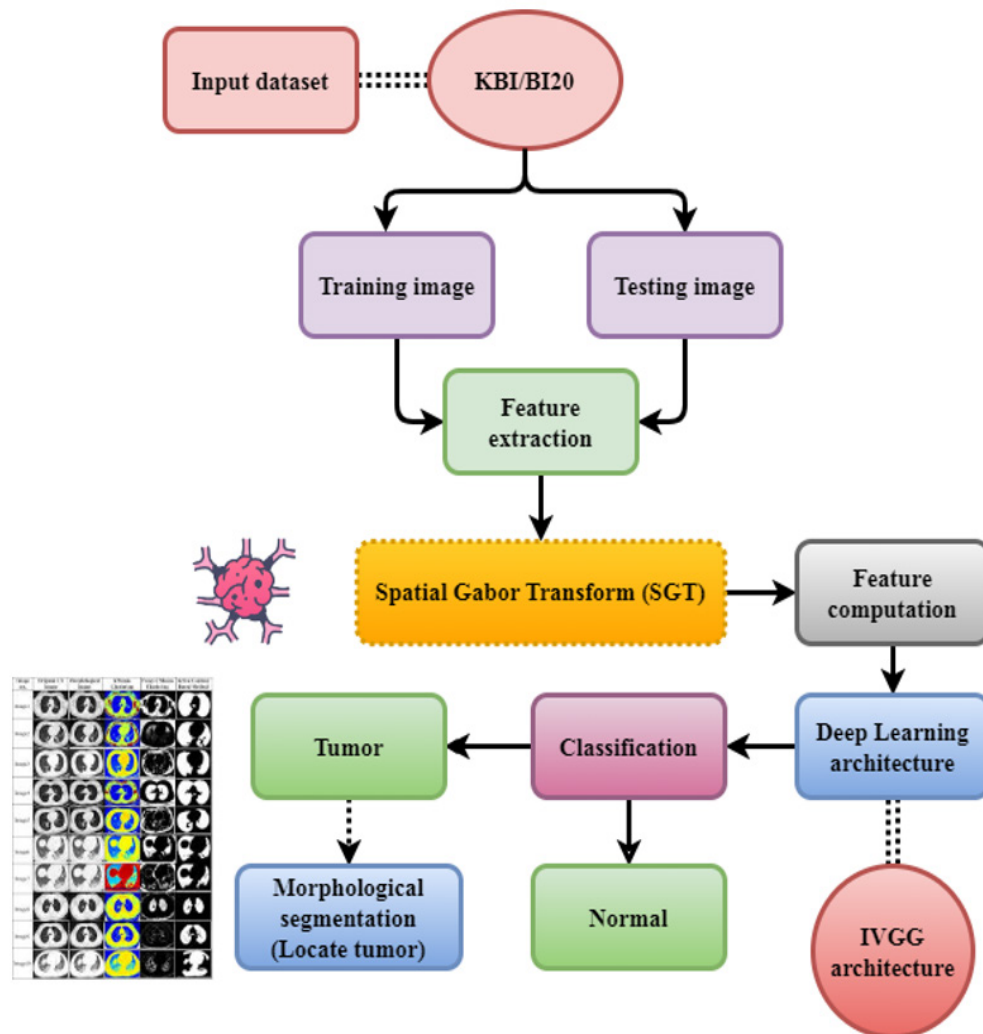 Input dataset
KBI/BI20
Training image
Testing image
Feature
extraction
Spatial Gabor Transform (SGT)
Feature
computation
Tumor
Classification
Deep Learning
architecture
Morphological
segmentation
(Locate tumor)
Normal
IVGG
architecture